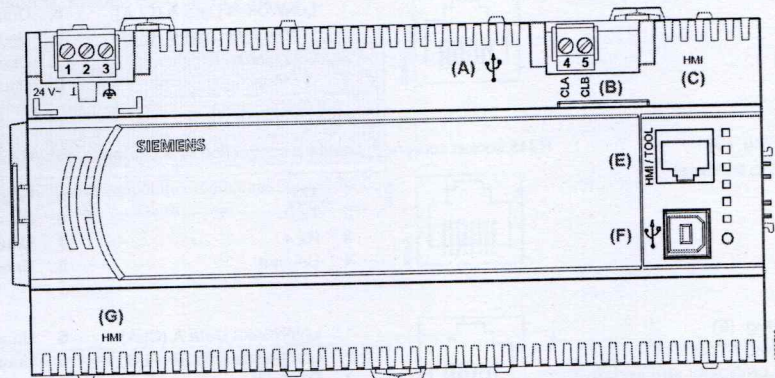 1 2 3
24 V~ ⊥
(A)
4 5
CLA
CLB
(B)
HMI
(C)
SIEMENS
(E)
HMI / TOOL
(F)
(G)
HMI